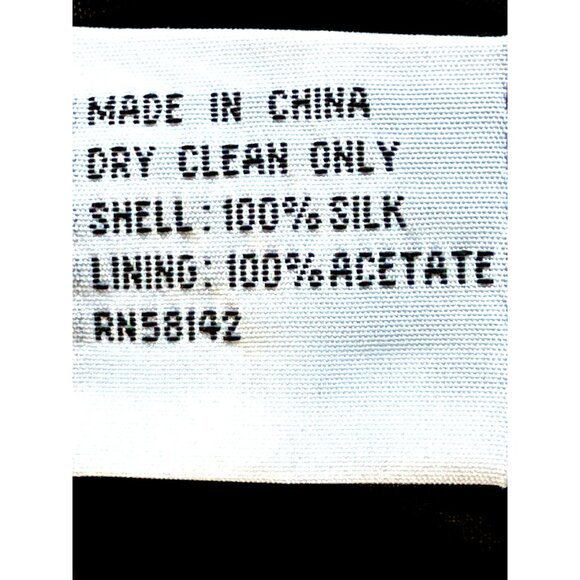 MADE IN CHINA
DRY CLEAN ONLY
SHELL: 100% SILK
LINING: 100% ACETATE
RN58142